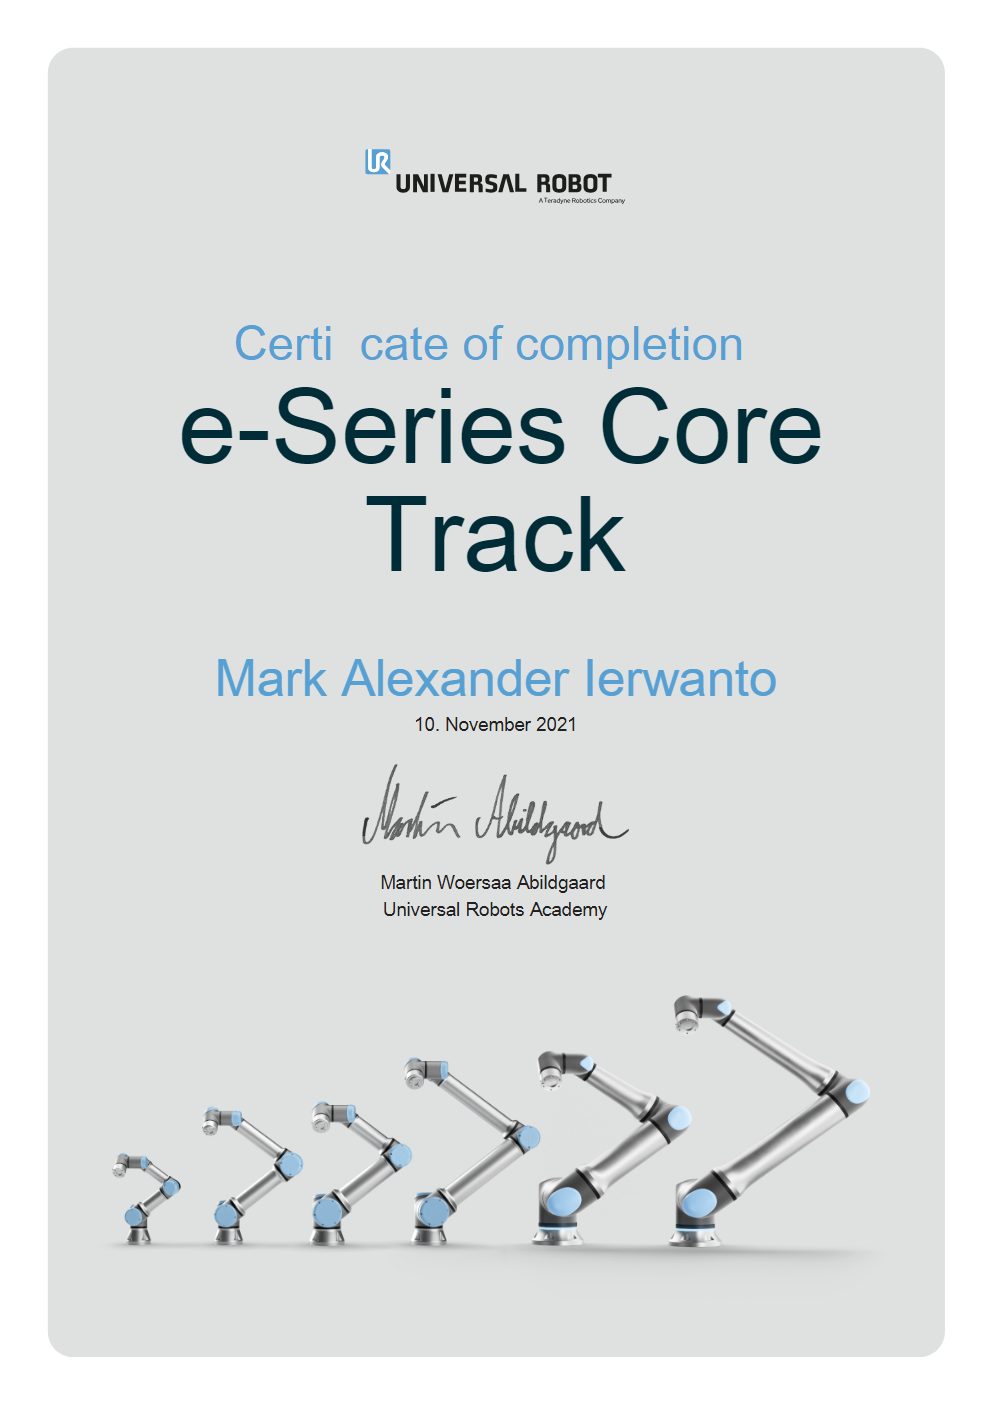 UR
UNIVERSAL ROBOT
A Teradyne Robotics Company
Certi cate of completion
e-Series Core
Track
Mark Alexander Ierwanto
10. November 2021
Martin Abildgaard
Martin Woersaa Abildgaard
Universal Robots Academy